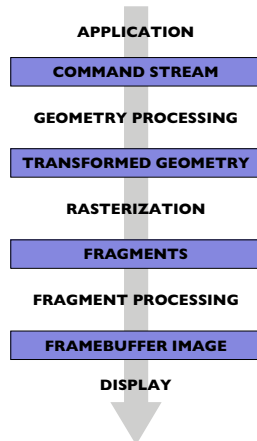 APPLICATION
COMMAND STREAM
GEOMETRY PROCESSING
TRANSFORMED GEOMETRY
RASTERIZATION
FRAGMENTS
FRAGMENT PROCESSING
FRAMEBUFFER IMAGE
DISPLAY